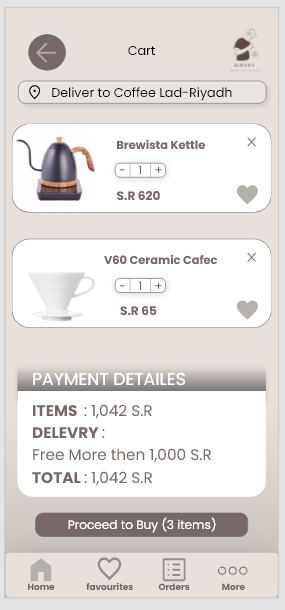 Cart
Deliver to Coffee Lad-Riyadh
Brewista Kettle
- 1 +
S.R 620
V60 Ceramic Cafec
- 1 +
S.R 65
PAYMENT DETAILES
ITEMS : 1,042 S.R
DELEVRY :
Free More then 1,000 S.R
TOTAL : 1,042 S.R
Proceed to Buy (3 items)
Home favourites Orders More